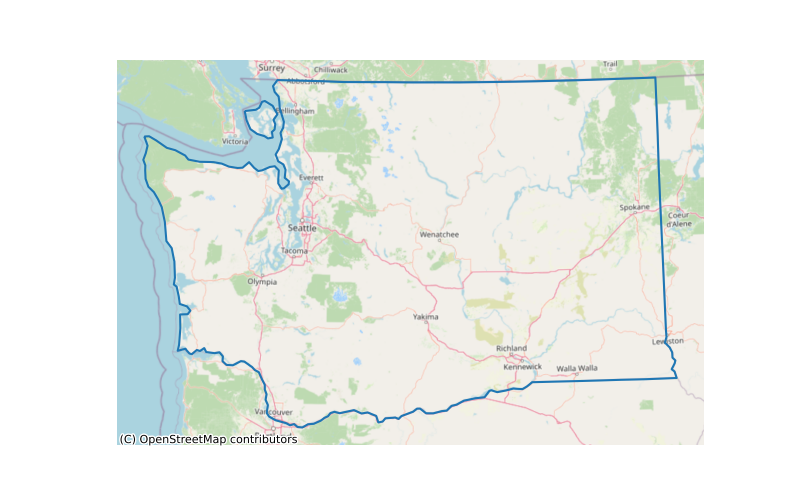 Surrey
Chilliwack
Trail
Abbotsford
Bellingham
Victoria
Everett
Spokane
Coeur
d'Alene
Seattle
Wenatchee
Tacoma
Olympia
Yakima
Lewiston
Richland
Kennewick
Walla Walla
Vancouver
(C) OpenStreetMap contributors